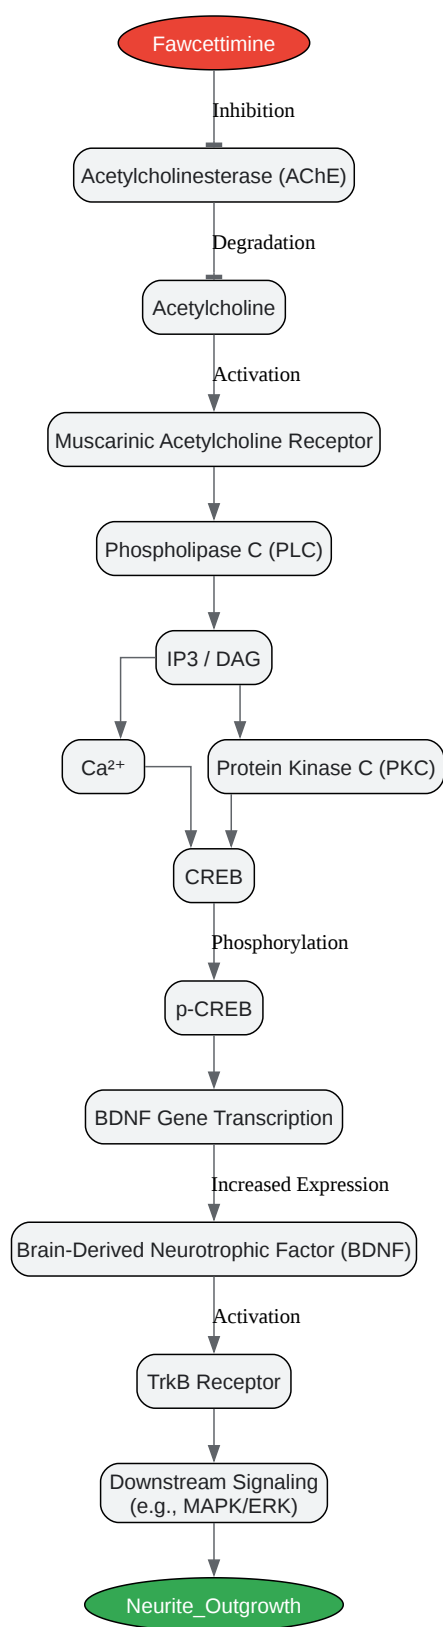 Fawcettimine
Inhibition
Acetylcholinesterase (AChE)
Degradation
Acetylcholine
Activation
Muscarinic Acetylcholine Receptor
Phospholipase C (PLC)
IP3 / DAG
Ca²⁺
Protein Kinase C (PKC)
CREB
Phosphorylation
p-CREB
BDNF Gene Transcription
Increased Expression
Brain-Derived Neurotrophic Factor (BDNF)
Activation
TrkB Receptor
Downstream Signaling
(e.g., MAPK/ERK)
Neurite_Outgrowth